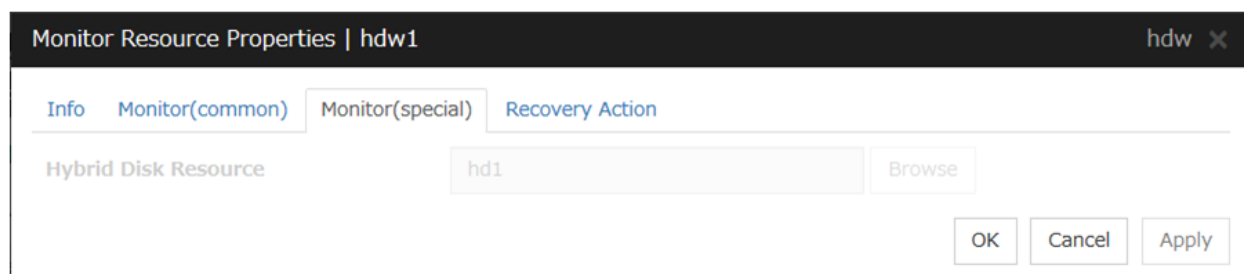 Monitor Resource Properties | hdw1 hdw ×
Info Monitor(common) Monitor(special) Recovery Action
Hybrid Disk Resource hd1 Browse
OK Cancel Apply